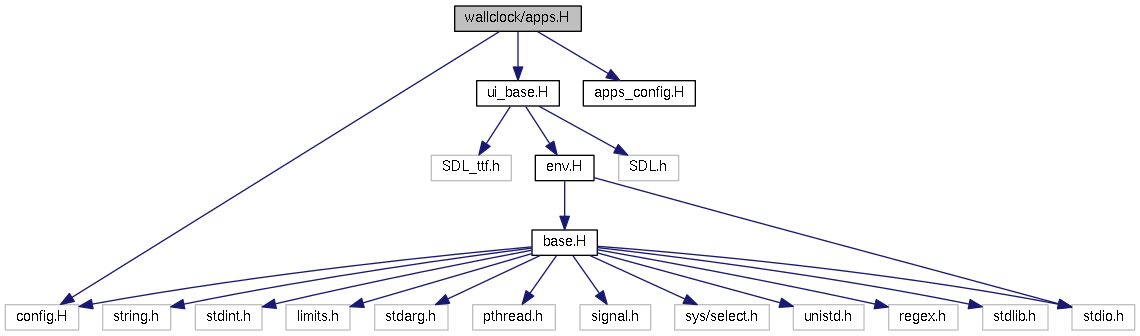 wallclock/apps.H
ui_base.H
apps_config.H
SDL_ttf.h
env.H
SDL.h
base.H
config.H
string.h
stdint.h
limits.h
stdarg.h
pthread.h
signal.h
sys/select.h
unistd.h
regex.h
stdlib.h
stdio.h